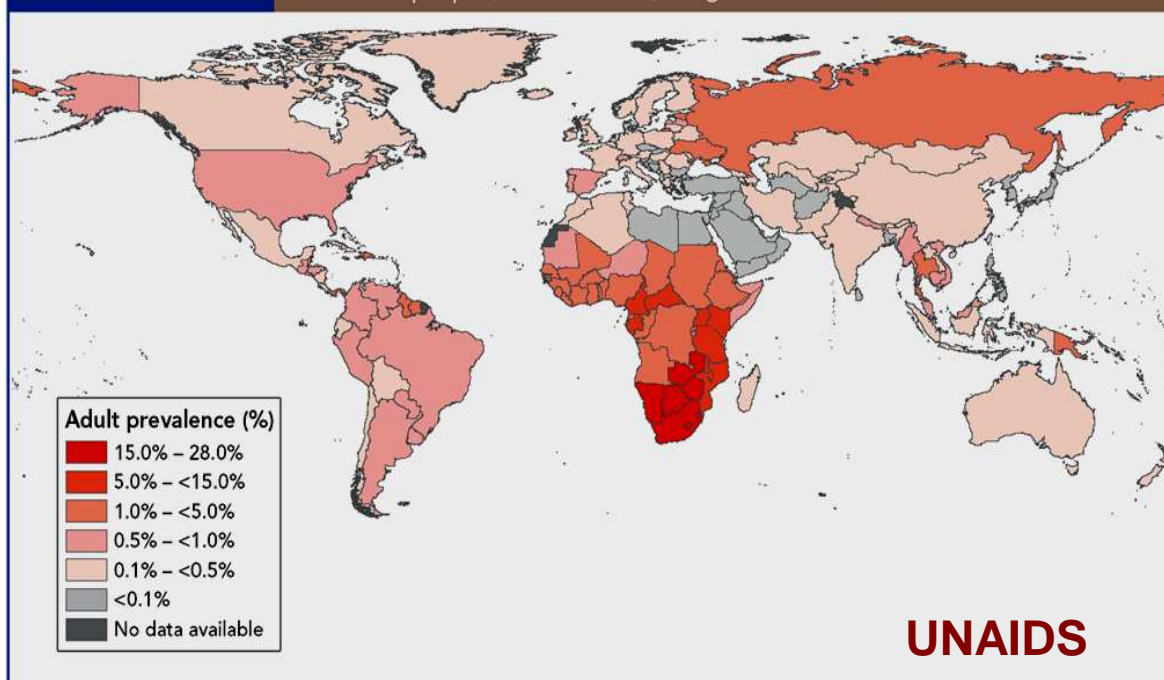 Adult prevalence (%)
15.0% – 28.0%
5.0% – <15.0%
1.0% – <5.0%
0.5% – <1.0%
0.1% – <0.5%
<0.1%
No data available
UNAIDS